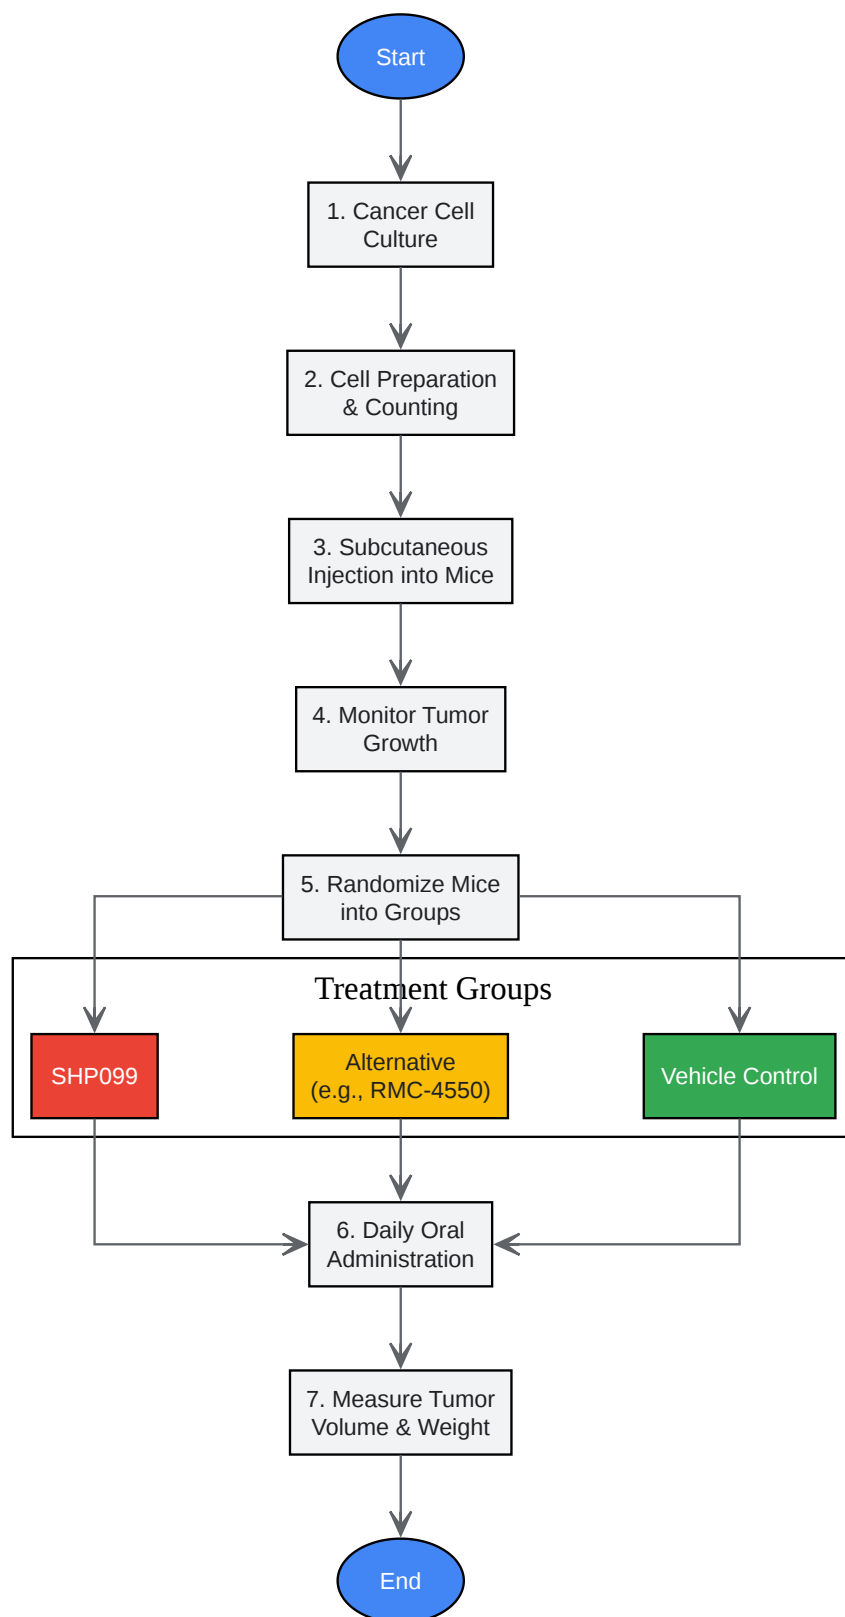 Start
1. Cancer Cell
Culture
2. Cell Preparation
& Counting
3. Subcutaneous
Injection into Mice
4. Monitor Tumor
Growth
5. Randomize Mice
into Groups
Treatment Groups
SHP099
Alternative
(e.g., RMC-4550)
Vehicle Control
6. Daily Oral
Administration
7. Measure Tumor
Volume & Weight
End